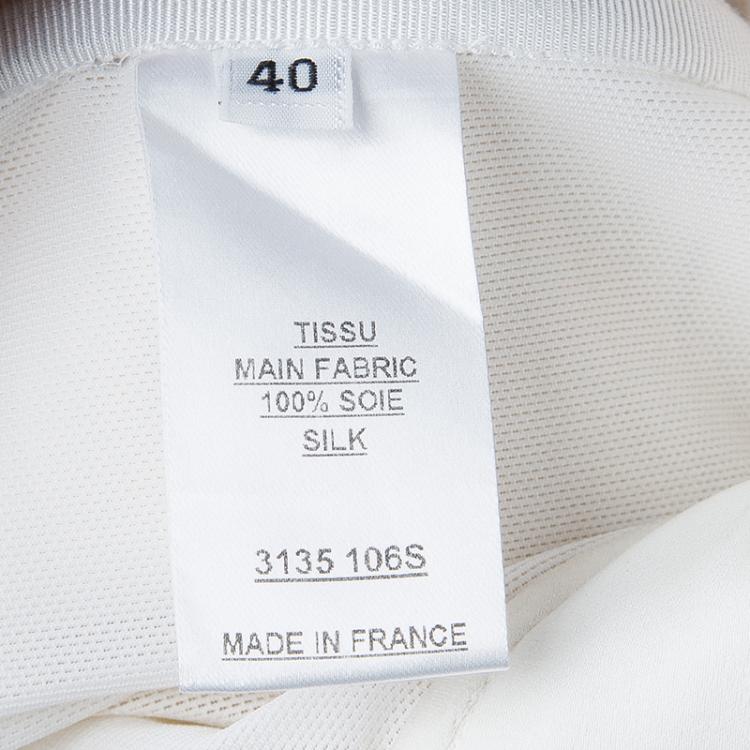 40
TISSU
MAIN FABRIC
100% SOIE
SILK
3135 106S
MADE IN FRANCE